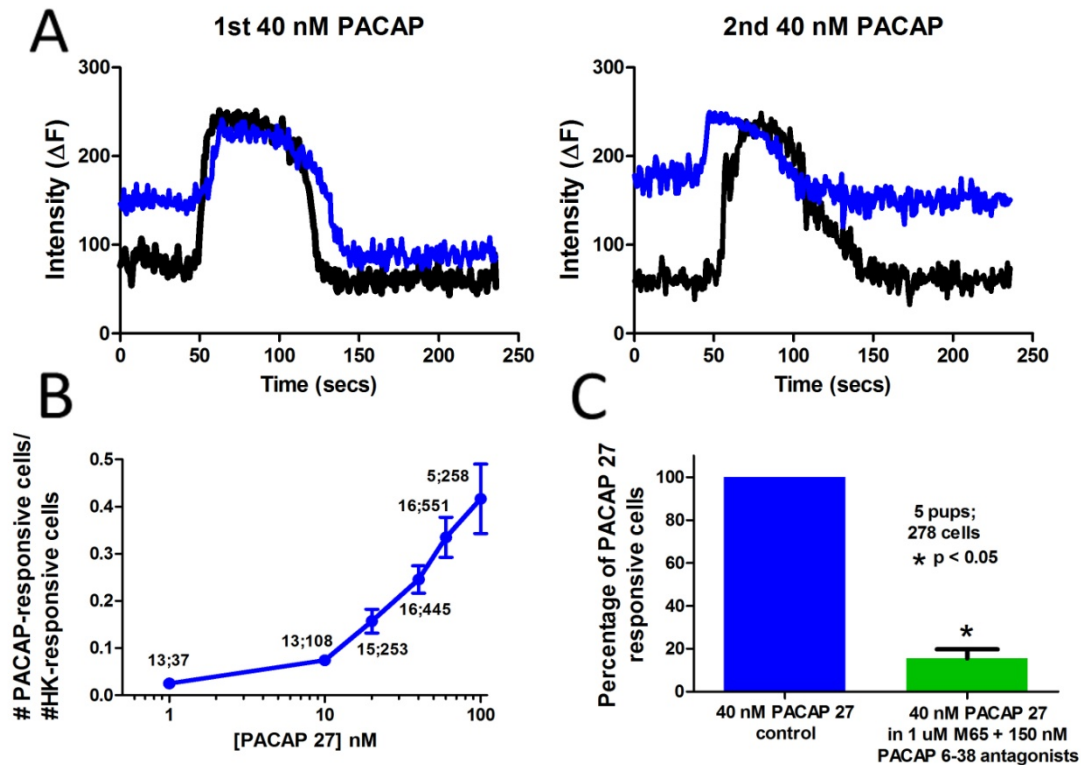 A
1st 40 nM PACAP
2nd 40 nM PACAP
Intensity (ΔF)
300
200
100
0
0 50 100 150 200 250
Time (secs)
Intensity (ΔF)
300
200
100
0
0 50 100 150 200 250
Time (secs)
B
# PACAP-responsive cells/
#HK-responsive cells
0.5
0.4
0.3
0.2
0.1
0.0
13;37
13;108
15;253
16;445
16;551
5;258
1 10 100
[PACAP 27] nM
C
Percentage of PACAP 27
responsive cells
100
80
60
40
20
0
5 pups;
278 cells
* p < 0.05
*
40 nM PACAP 27
control
40 nM PACAP 27
in 1 uM M65 + 150 nM
PACAP 6-38 antagonists